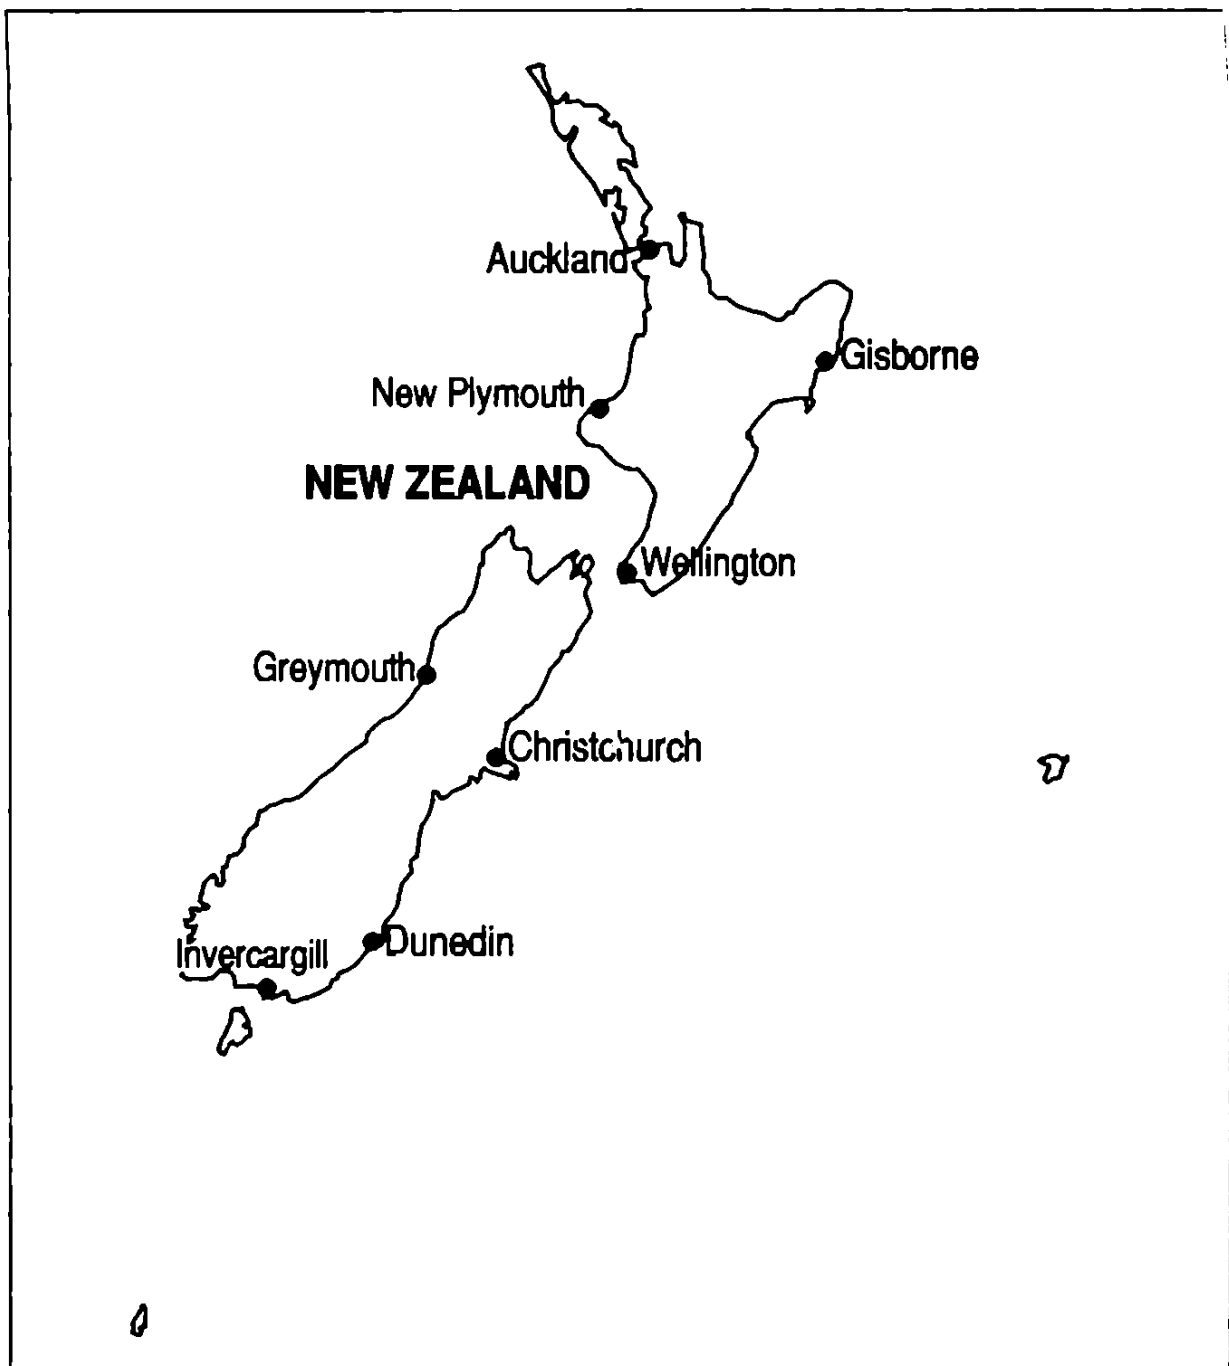 Auckland
Gisborne
New Plymouth
NEW ZEALAND
Wellington
Greymouth
Christchurch
Dunedin
Invercargill